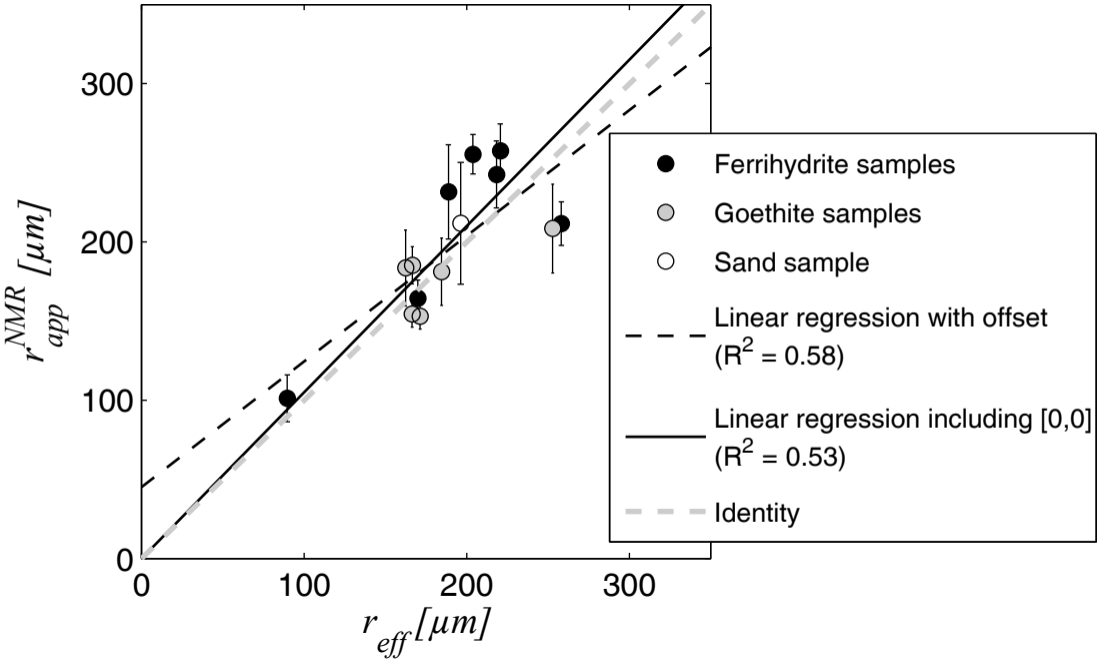 300
200
100
0
r_app^NMR [µm]
0 100 200 300
r_eff [µm]
Ferrihydrite samples
Goethite samples
Sand sample
Linear regression with offset
(R² = 0.58)
Linear regression including [0,0]
(R² = 0.53)
Identity